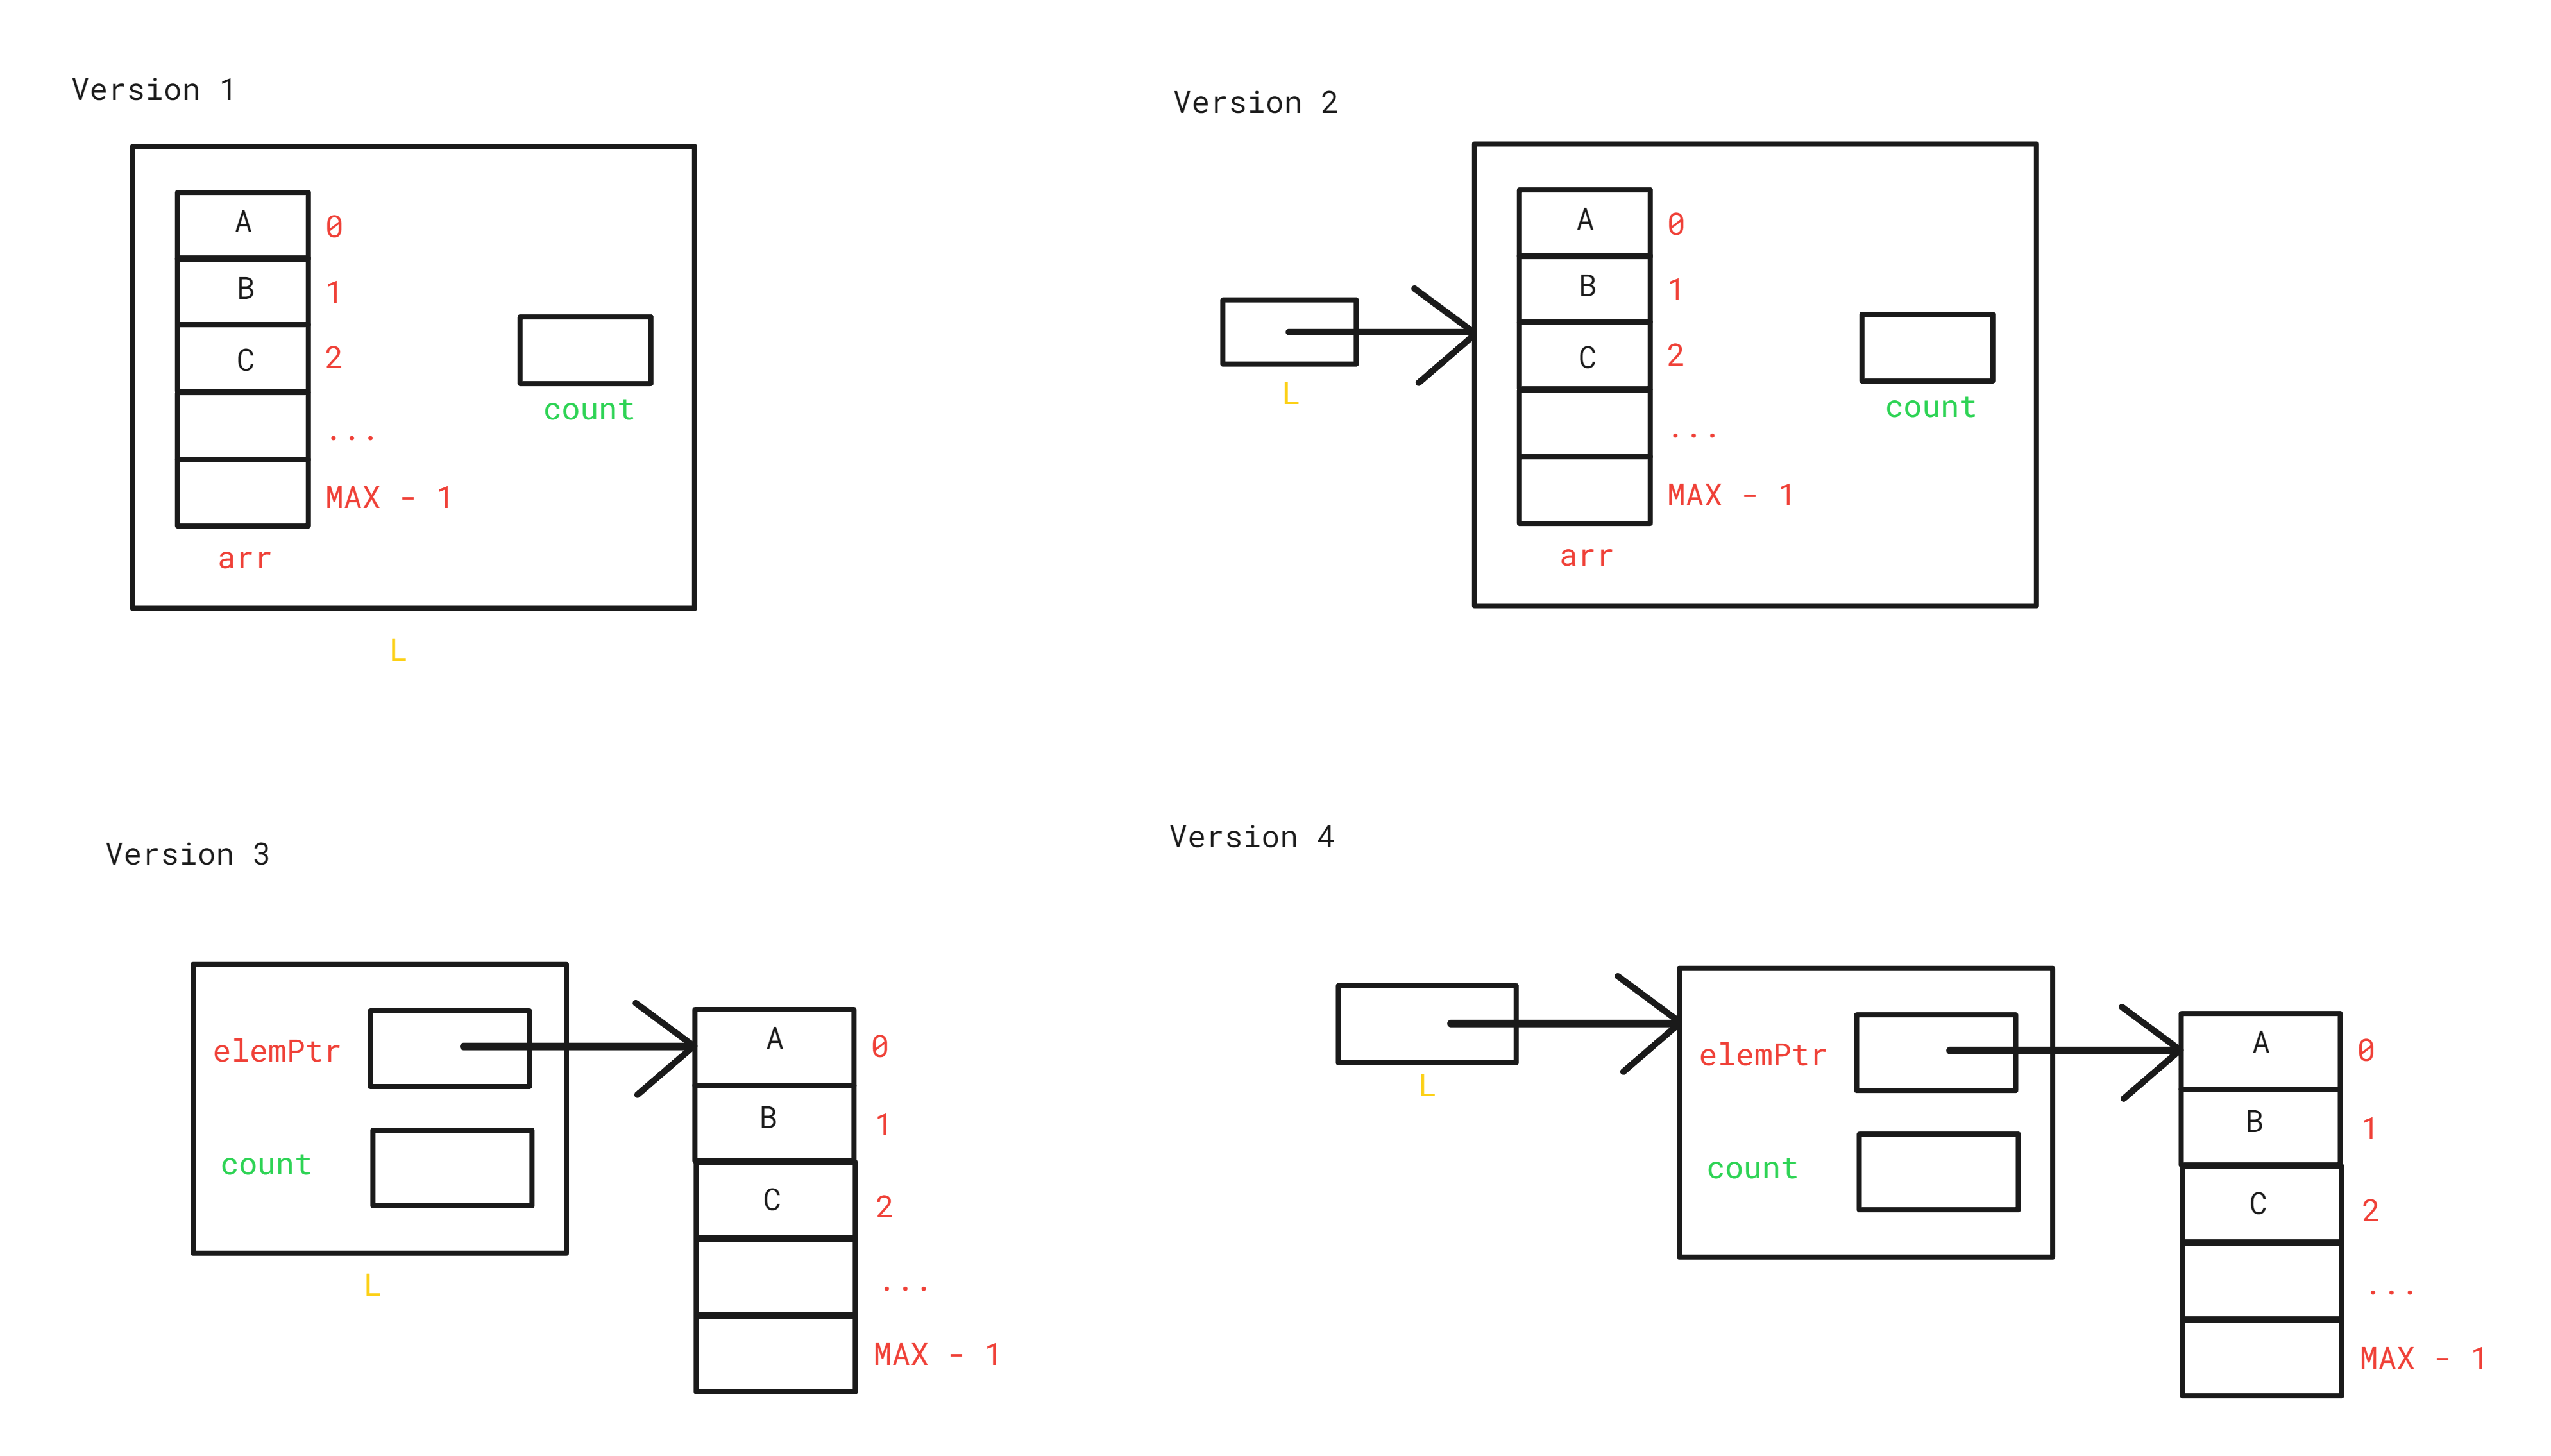 Version 1
A 0
B 1
C 2
...
MAX - 1
count
arr
L
Version 2
A 0
B 1
C 2
...
MAX - 1
L
count
arr
Version 3
elemPtr
count
L
A 0
B 1
C 2
...
MAX - 1
Version 4
L
elemPtr
count
A 0
B 1
C 2
...
MAX - 1